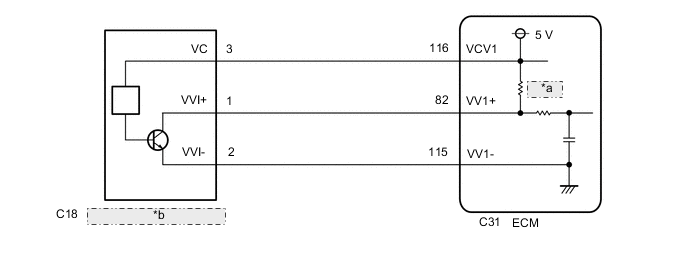 5 V
VC 3 116 VCV1
*a
VVI+ 1 82 VV1+
VVI- 2 115 VV1-
C18 *b
C31 ECM